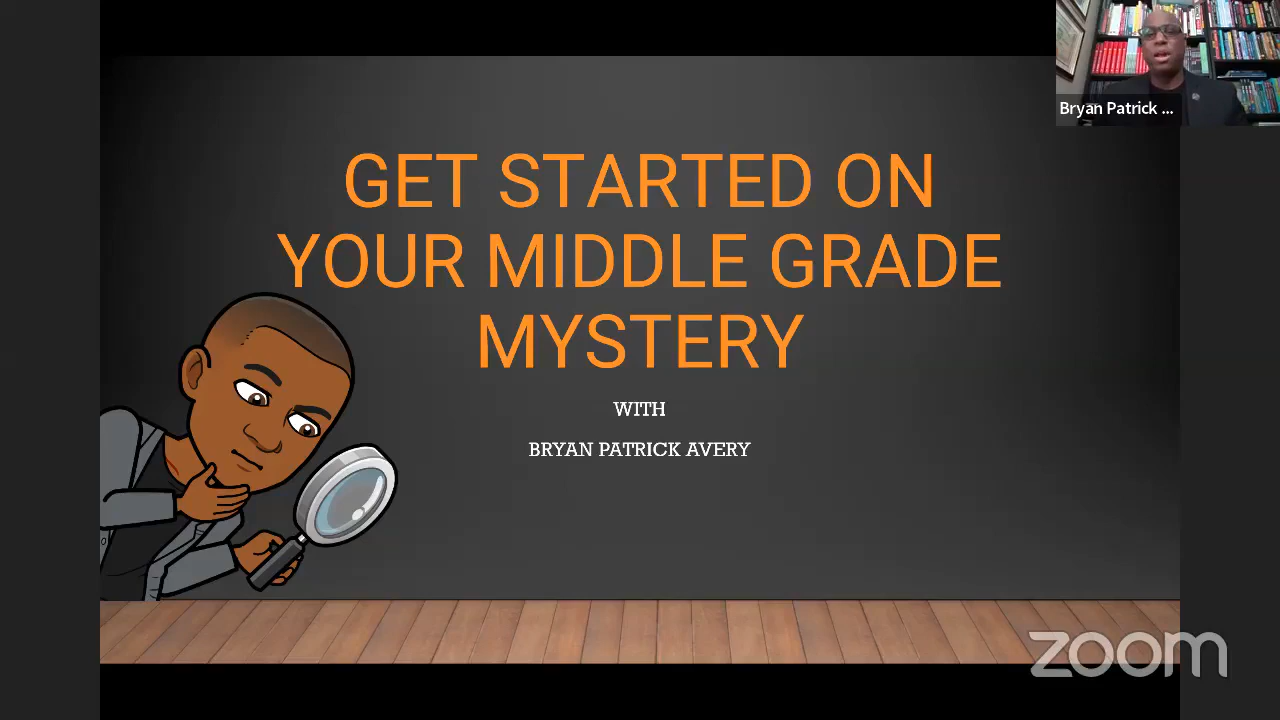 Bryan Patrick ...
GET STARTED ON
YOUR MIDDLE GRADE
MYSTERY
WITH
BRYAN PATRICK AVERY
zoom